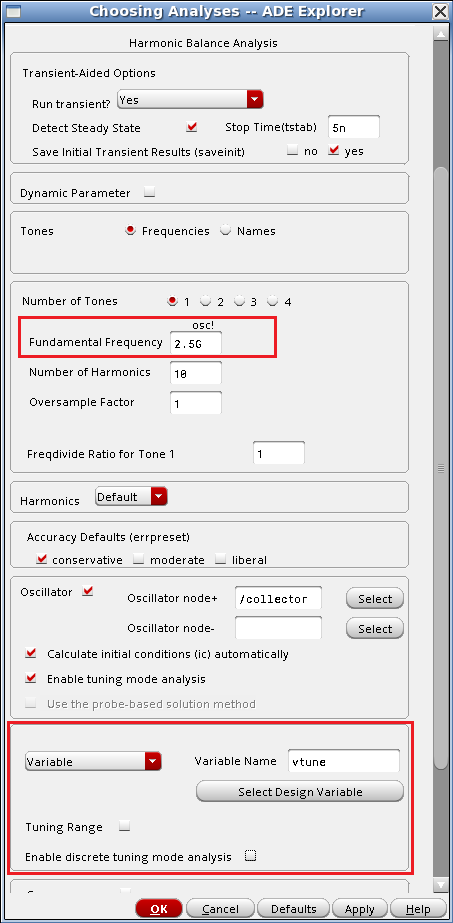 Choosing Analyses -- ADE Explorer
Harmonic Balance Analysis
Transient-Aided Options
Run transient? Yes
Detect Steady State Stop Time(tstab) 5n
Save Initial Transient Results (saveinit) no yes
Dynamic Parameter
Tones Frequencies Names
Number of Tones 1 2 3 4
osc!
Fundamental Frequency 2.5G
Number of Harmonics 10
Oversample Factor 1
Freqdivide Ratio for Tone 1 1
Harmonics Default
Accuracy Defaults (errpreset)
conservative moderate liberal
Oscillator Oscillator node+ /collector Select
Oscillator node- Select
Calculate initial conditions (ic) automatically
Enable tuning mode analysis
Use the probe-based solution method
Variable Variable Name vtune
Select Design Variable
Tuning Range
Enable discrete tuning mode analysis
OK Cancel Defaults Apply Help